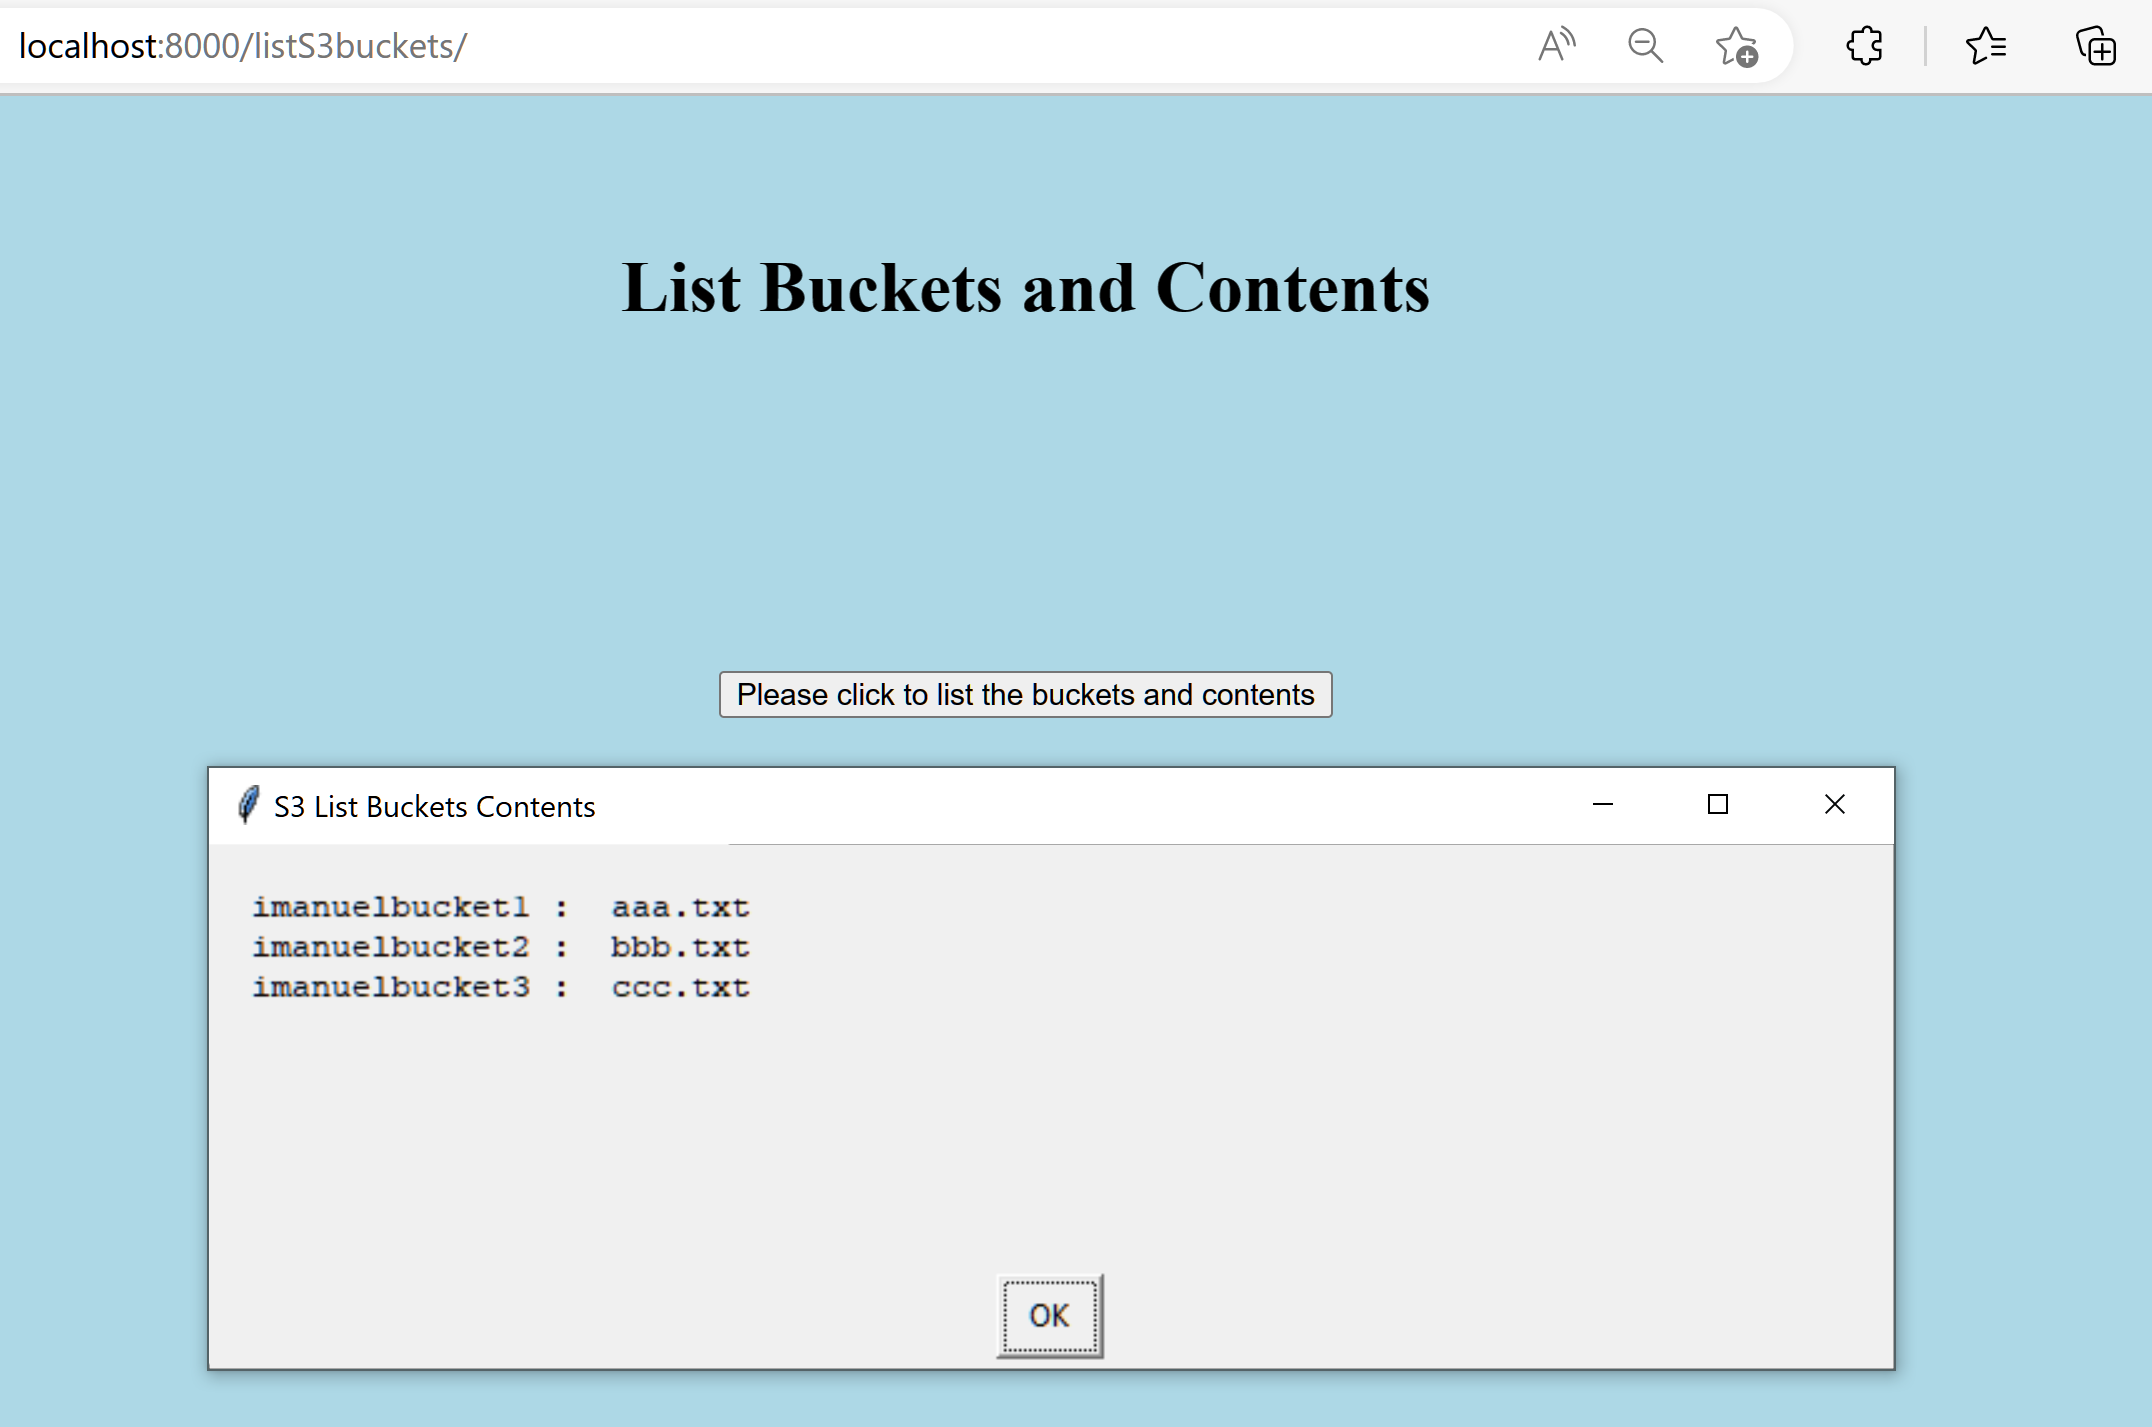 localhost:8000/listS3buckets/
List Buckets and Contents
Please click to list the buckets and contents
S3 List Buckets Contents
imanuelbucket1 :  aaa.txt
imanuelbucket2 :  bbb.txt
imanuelbucket3 :  ccc.txt
OK